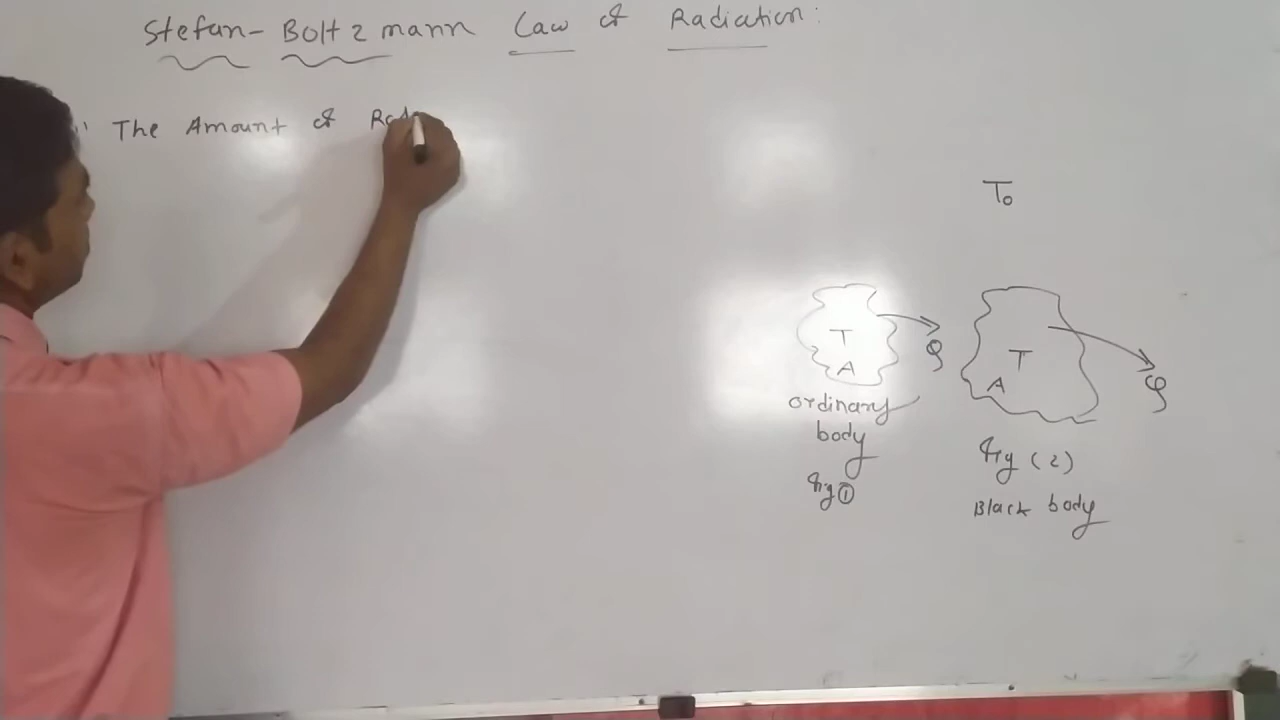 Stefan-Boltzmann Law of Radiation:
" The Amount of Rad
T₀
T
A
Q
ordinary
body
fig ①
T
A
Q
Fig (2)
Black body